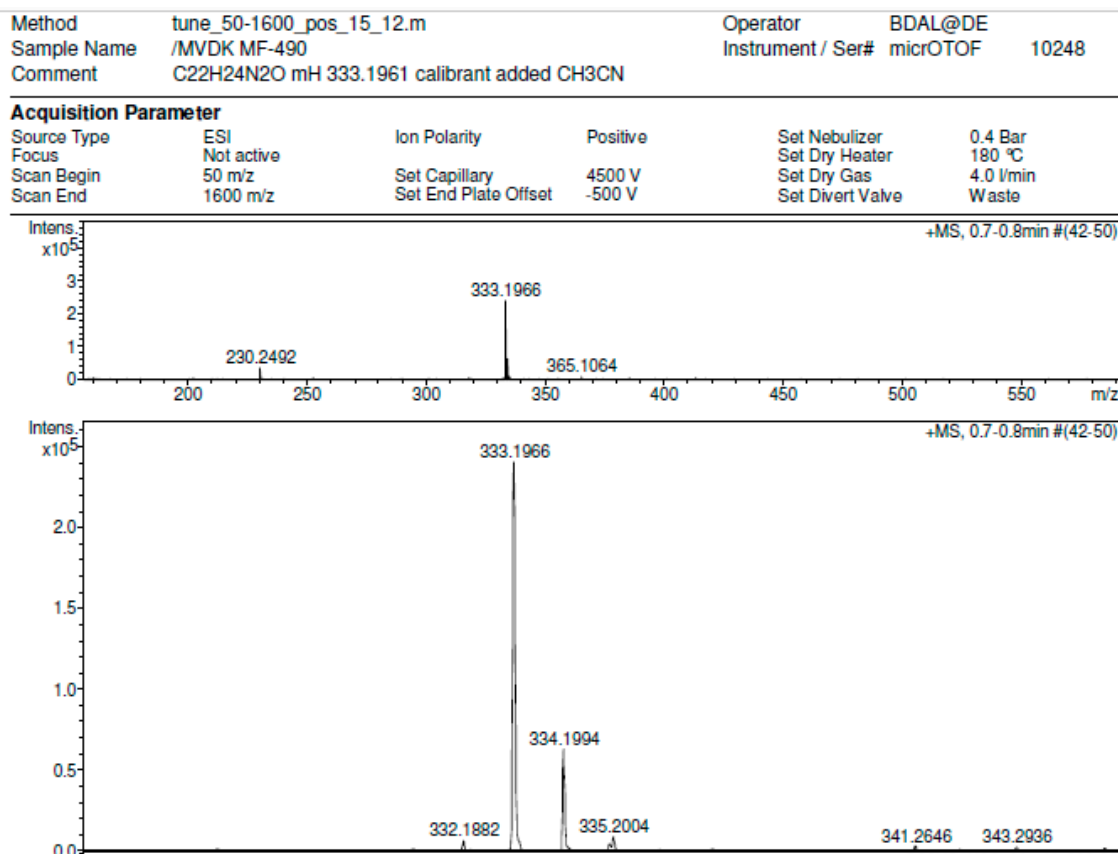 Method tune_50-1600_pos_15_12.m Operator BDAL@DE
Sample Name /MVDK MF-490 Instrument / Ser# micrOTOF 10248
Comment C22H24N2O mH 333.1961 calibrant added CH3CN
Acquisition Parameter
Source Type ESI Ion Polarity Positive Set Nebulizer 0.4 Bar
Focus Not active Set Dry Heater 180 ºC
Scan Begin 50 m/z Set Capillary 4500 V Set Dry Gas 4.0 l/min
Scan End 1600 m/z Set End Plate Offset -500 V Set Divert Valve Waste
Intens. +MS, 0.7-0.8min #(42-50)
x10⁵
3
333.1966
2
1
230.2492 365.1064
0
200 250 300 350 400 450 500 550 m/z
Intens. +MS, 0.7-0.8min #(42-50)
x10⁵
333.1966
2.0
1.5
1.0
334.1994
0.5
332.1882 335.2004 341.2646 343.2936
0.0